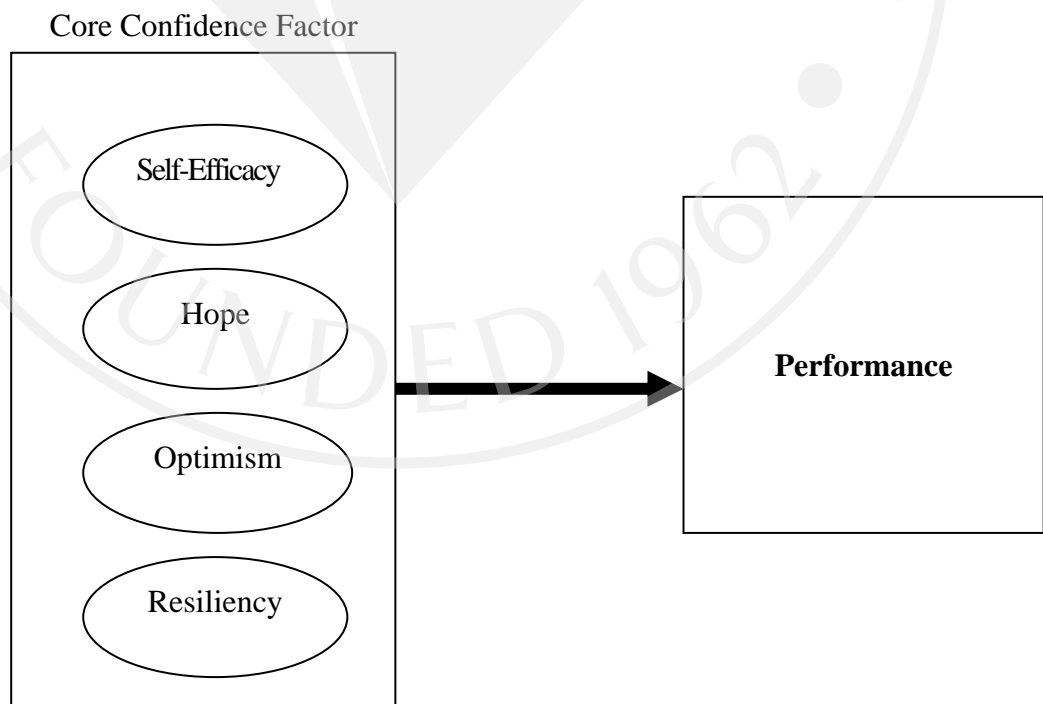 Core Confidence Factor
Self-Efficacy
Hope
Optimism
Resiliency
Performance
FOUNDED 1962